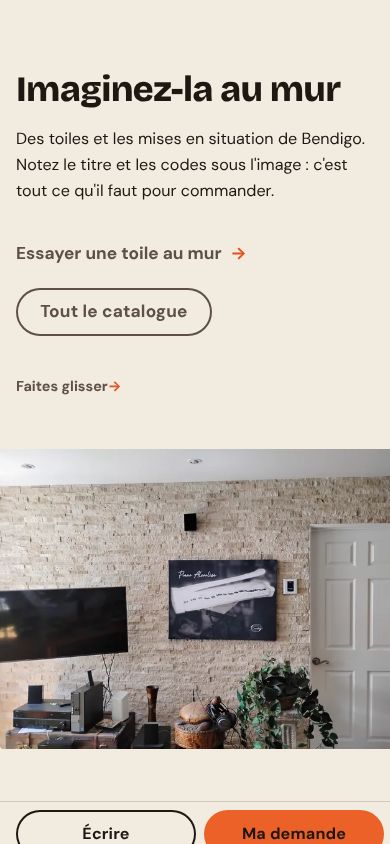 Imaginez-la au mur
Des toiles et les mises en situation de Bendigo.
Notez le titre et les codes sous l'image : c'est
tout ce qu'il faut pour commander.
Essayer une toile au mur →
Tout le catalogue
Faites glisser→
Écrire
Ma demande